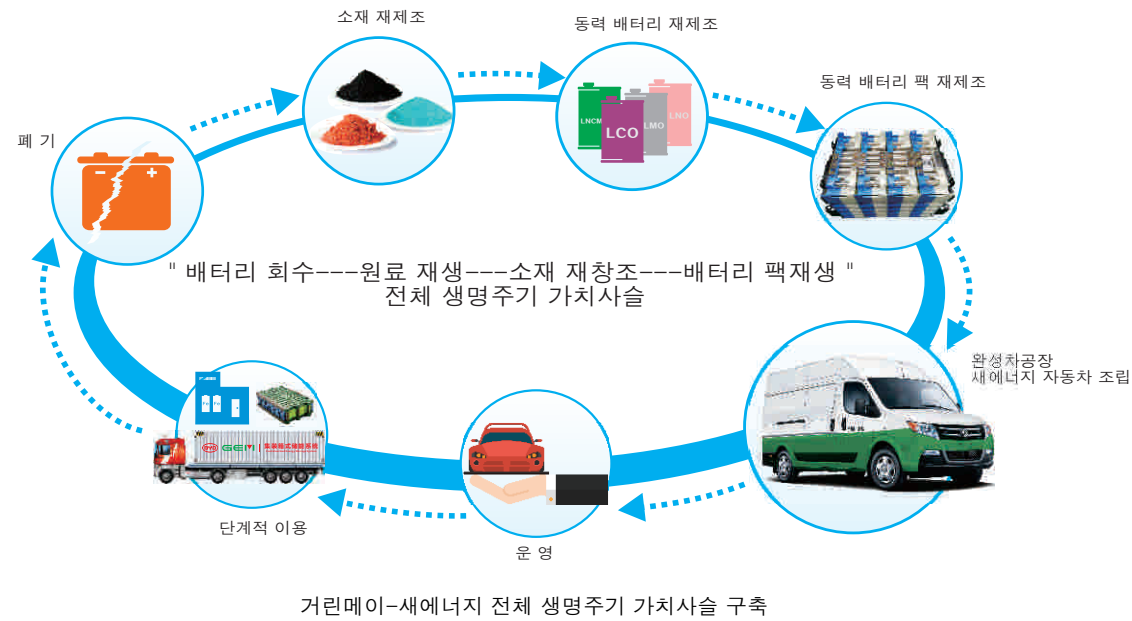 소재 재제조
동력 배터리 재제조
동력 배터리 팩 재제조
폐 기
LNCM
LCO
LMO
LNO
" 배터리 회수---원료 재생---소재 재창조---배터리 팩재생 "
전체 생명주기 가치사슬
완성차공장
새에너지 자동차 조립
BYD
GEM
단계적 이용
운 영
거린메이-새에너지 전체 생명주기 가치사슬 구축